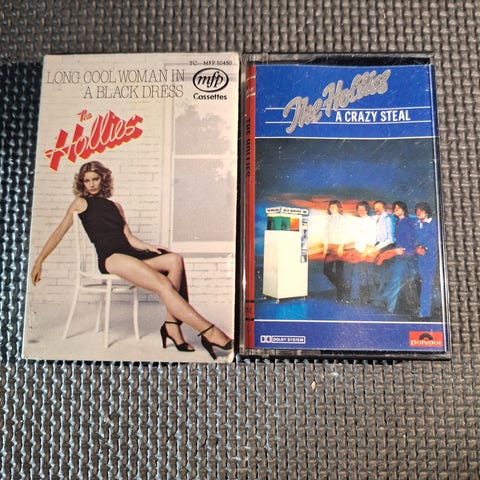 TC-MFP 50450
LONG COOL WOMAN IN
A BLACK DRESS
mfp
Cassettes
The
Hollies
THE HOLLIES
The Hollies
A CRAZY STEAL
DOLBY SYSTEM
Polydor